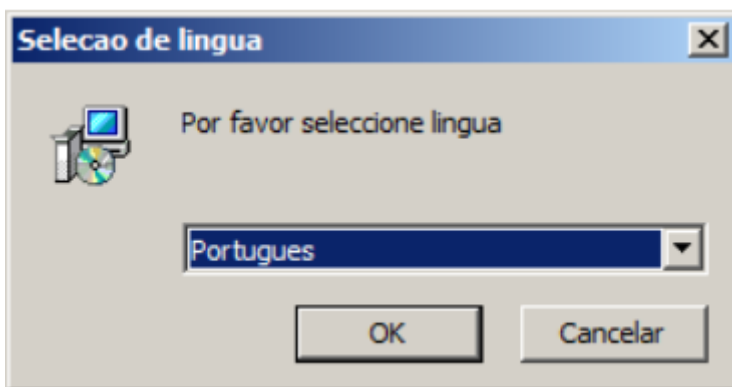 Selecao de lingua
Por favor seleccione lingua
Portugues
OK Cancelar